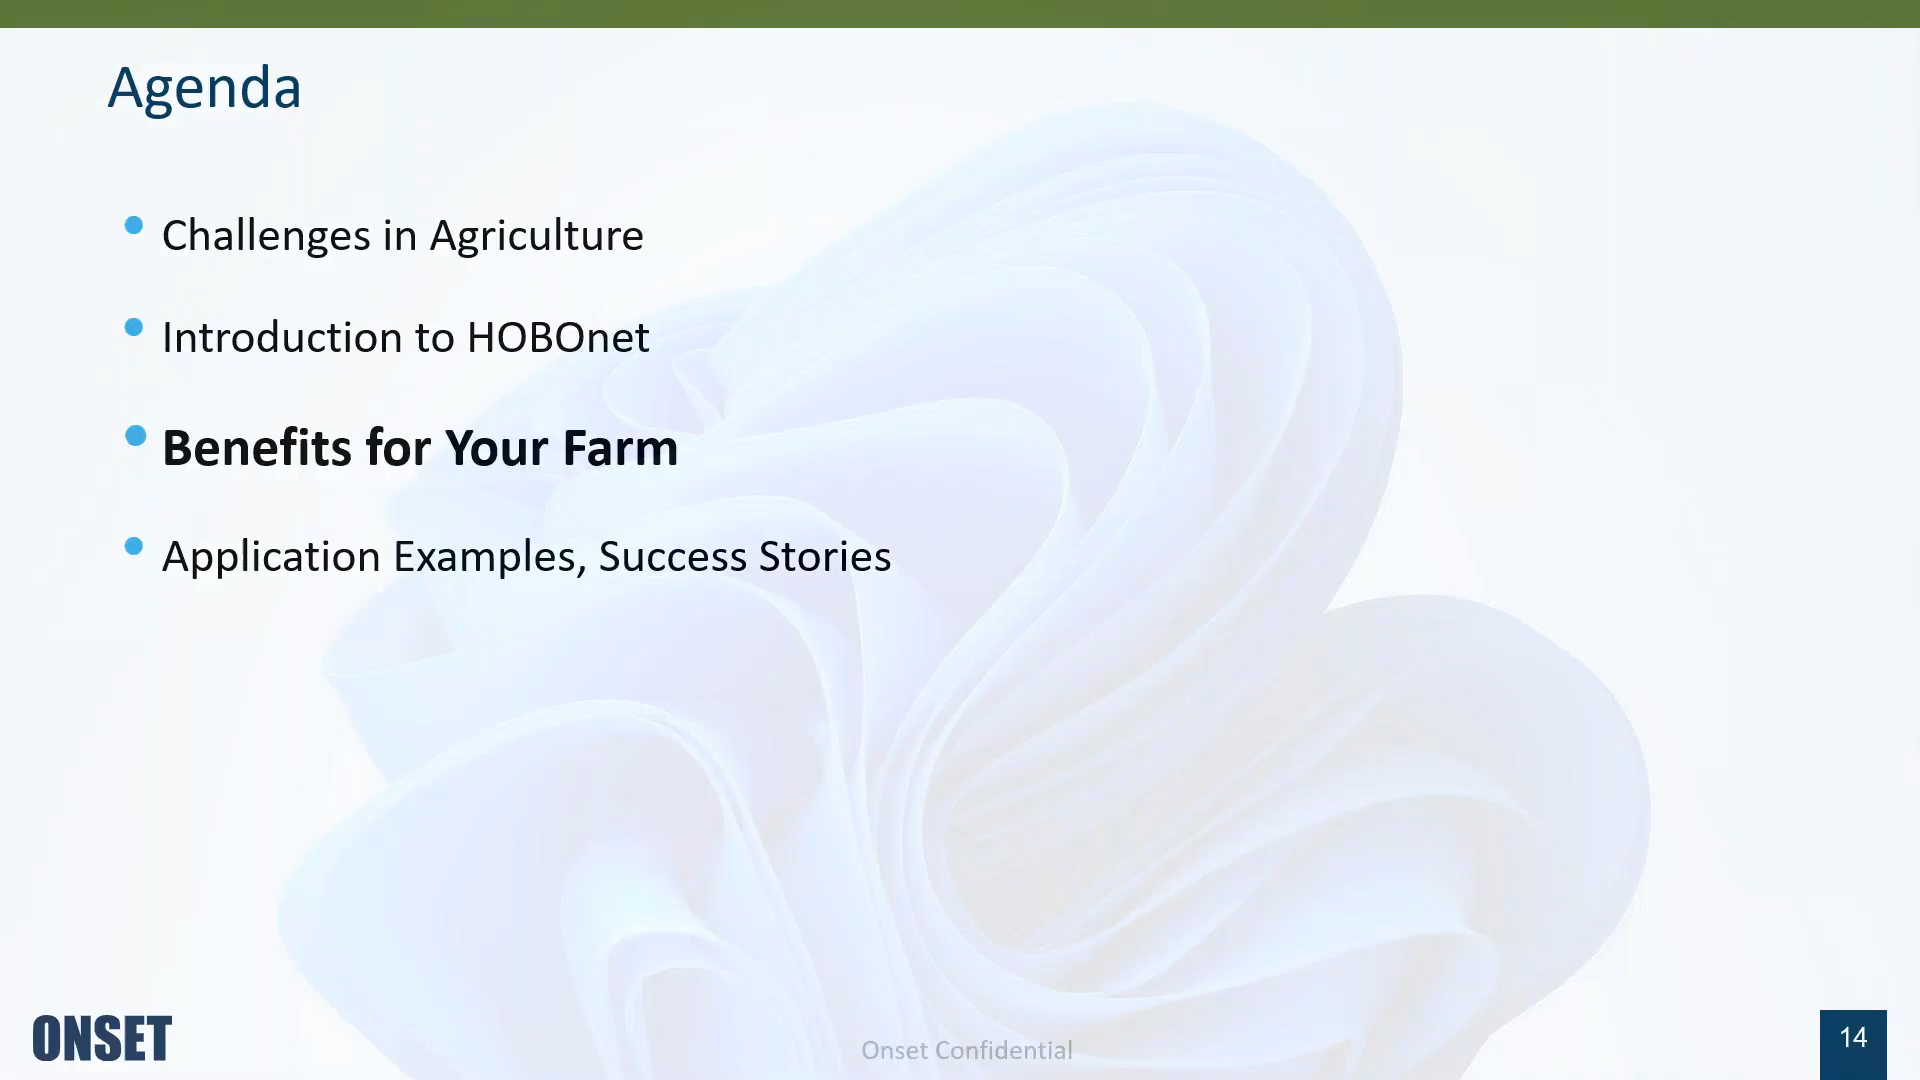 Agenda
Challenges in Agriculture
Introduction to HOBOnet
Benefits for Your Farm
Application Examples, Success Stories
ONSET
Onset Confidential
14